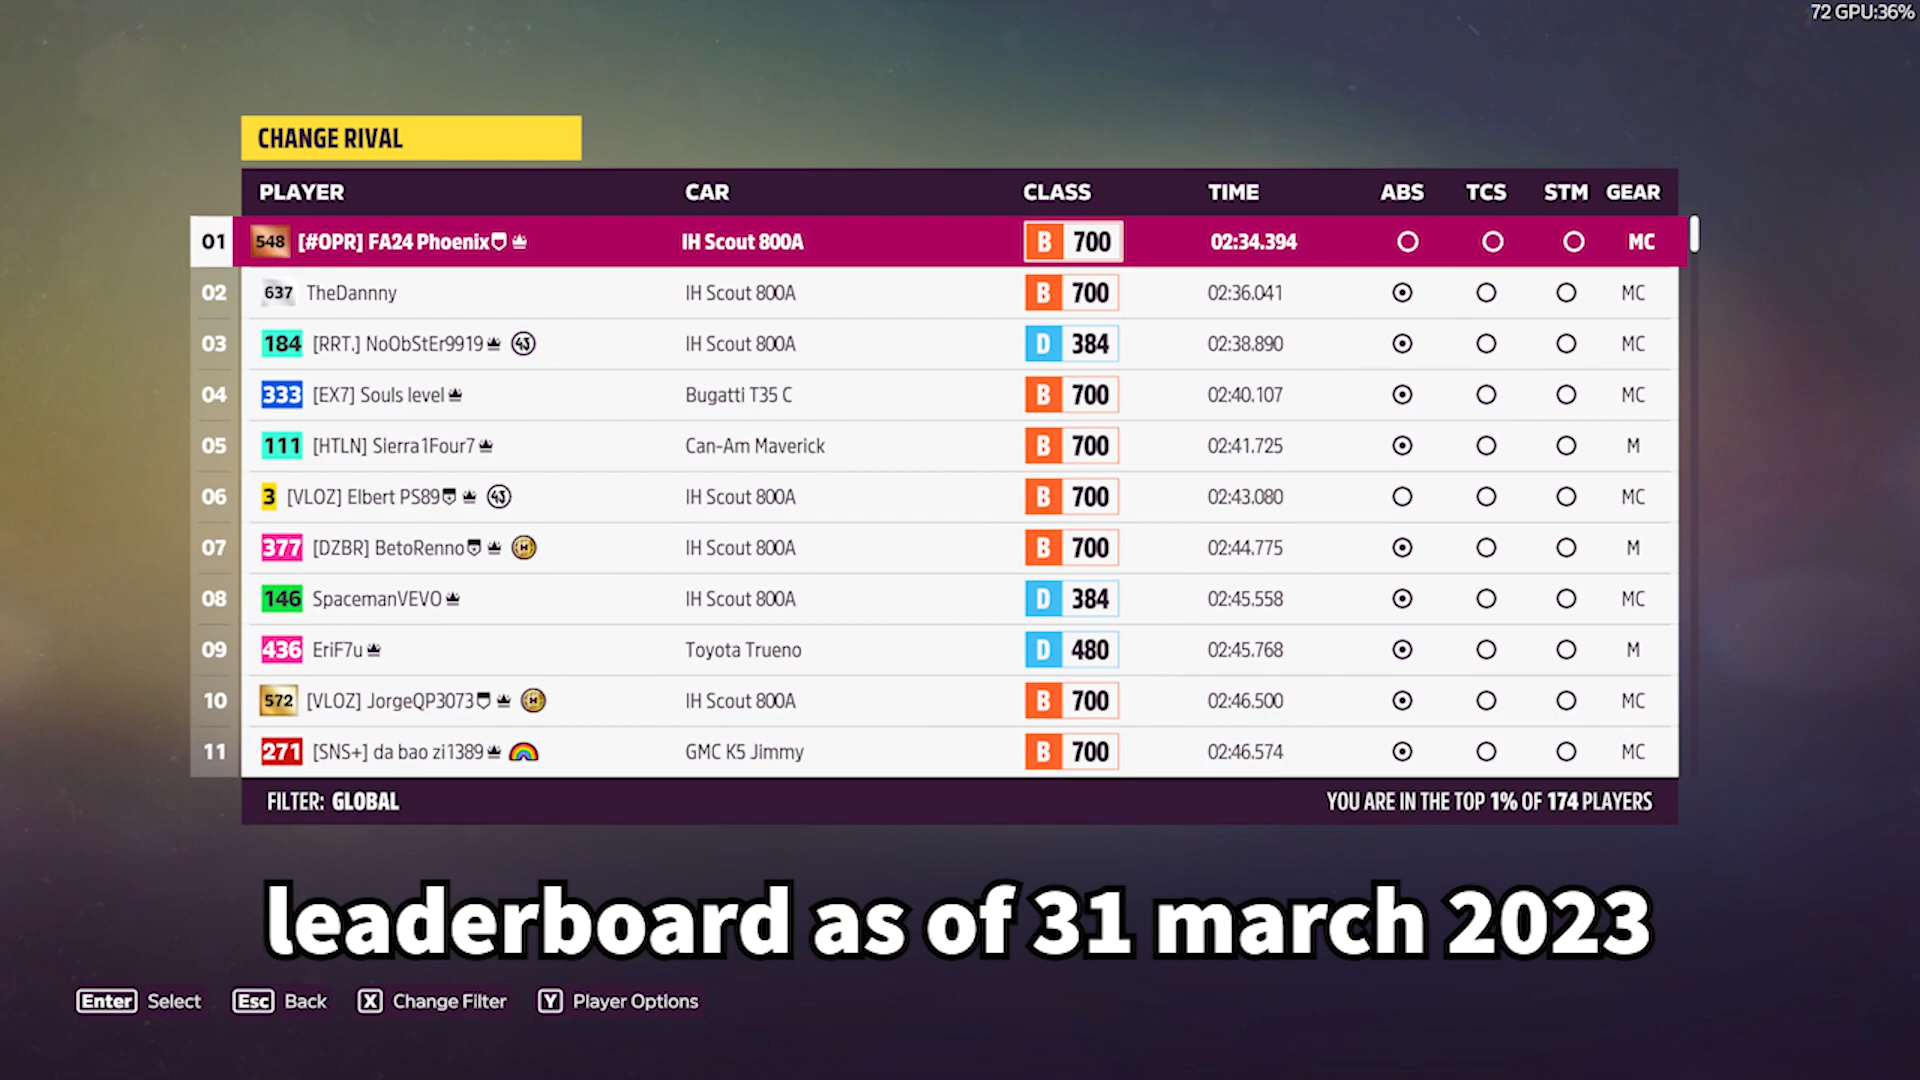 72 GPU:36%
CHANGE RIVAL
PLAYER CAR CLASS TIME ABS TCS STM GEAR
01 548 [#OPR] FA24 Phoenix IH Scout 800A B 700 02:34.394 MC
02 637 TheDannny IH Scout 800A B 700 02:36.041 MC
03 184 [RRT.] NoObStEr9919 43 IH Scout 800A D 384 02:38.890 MC
04 333 [EX7] Souls level Bugatti T35 C B 700 02:40.107 MC
05 111 [HTLN] Sierra1Four7 Can-Am Maverick B 700 02:41.725 M
06 3 [VLOZ] Elbert PS89 43 IH Scout 800A B 700 02:43.080 MC
07 377 [DZBR] BetoRenno H IH Scout 800A B 700 02:44.775 M
08 146 SpacemanVEVO IH Scout 800A D 384 02:45.558 MC
09 436 EriF7u Toyota Trueno D 480 02:45.768 M
10 572 [VLOZ] JorgeQP3073 H IH Scout 800A B 700 02:46.500 MC
11 271 [SNS+] da bao zi1389 GMC K5 Jimmy B 700 02:46.574 MC
FILTER: GLOBAL YOU ARE IN THE TOP 1% OF 174 PLAYERS
leaderboard as of 31 march 2023
Enter Select Esc Back X Change Filter Y Player Options